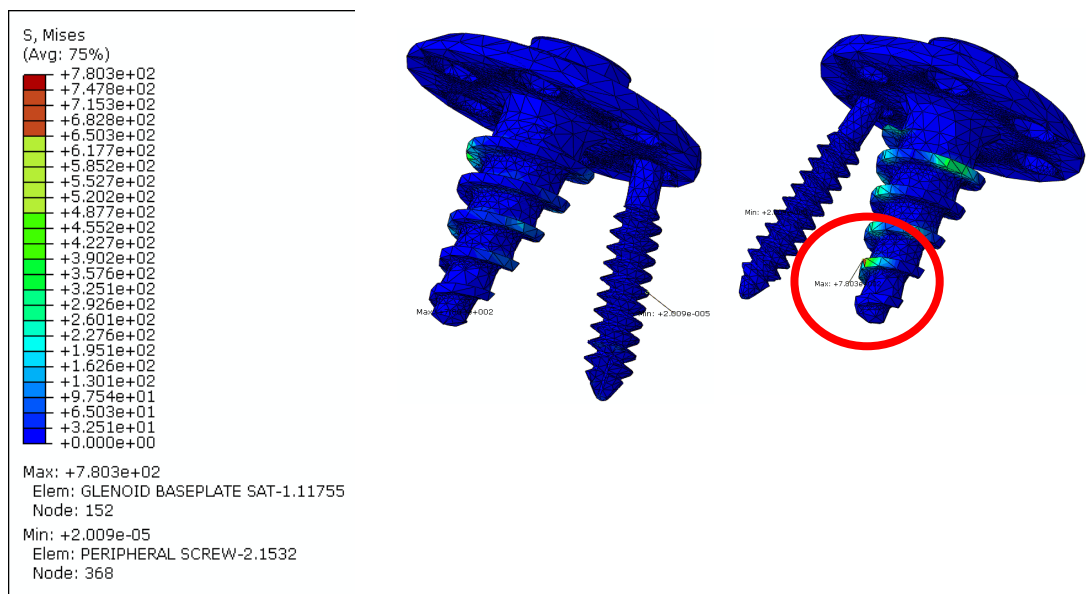 S, Mises
(Avg: 75%)
+7.803e+02
+7.478e+02
+7.153e+02
+6.828e+02
+6.503e+02
+6.177e+02
+5.852e+02
+5.527e+02
+5.202e+02
+4.877e+02
+4.552e+02
+4.227e+02
+3.902e+02
+3.576e+02
+3.251e+02
+2.926e+02
+2.601e+02
+2.276e+02
+1.951e+02
+1.626e+02
+1.301e+02
+9.754e+01
+6.503e+01
+3.251e+01
+0.000e+00
Max: +7.803e+02
Elem: GLENOID BASEPLATE SAT-1.11755
Node: 152
Min: +2.009e-05
Elem: PERIPHERAL SCREW-2.1532
Node: 368
Max: +002
Min: +2.009e-005
Min: +2.
Max: +7.803e